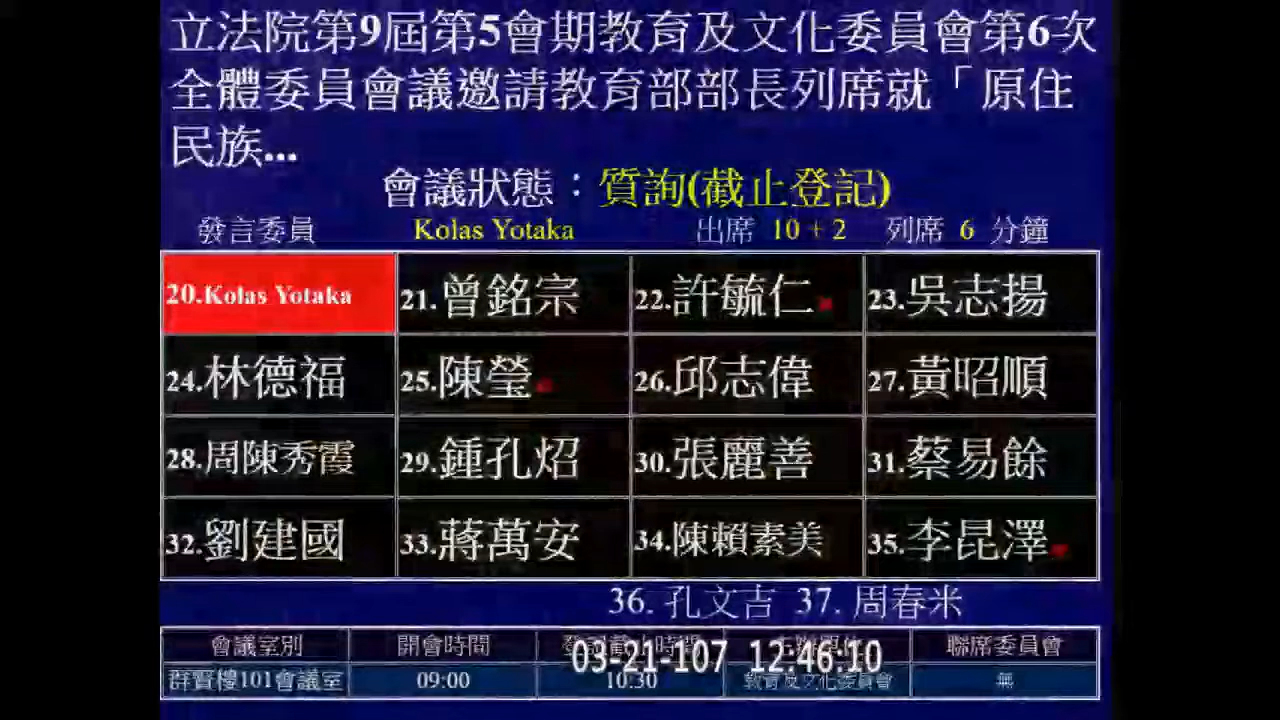 立法院第9屆第5會期教育及文化委員會第6次
全體委員會議邀請教育部部長列席就「原住
民族...
會議狀態：質詢(截止登記)
發言委員 Kolas Yotaka 出席 10 + 2 列席 6 分鐘
20.Kolas Yotaka 21.曾銘宗 22.許毓仁 23.吳志揚
24.林德福 25.陳瑩 26.邱志偉 27.黃昭順
28.周陳秀霞 29.鍾孔炤 30.張麗善 31.蔡易餘
32.劉建國 33.蔣萬安 34.陳賴素美 35.李昆澤
36. 孔文吉 37. 周春米
會議室別 開會時間 聯席委員會
03-21-107 12:46:10
群賢樓101會議室 09:00 10:30 教育及文化委員會 無